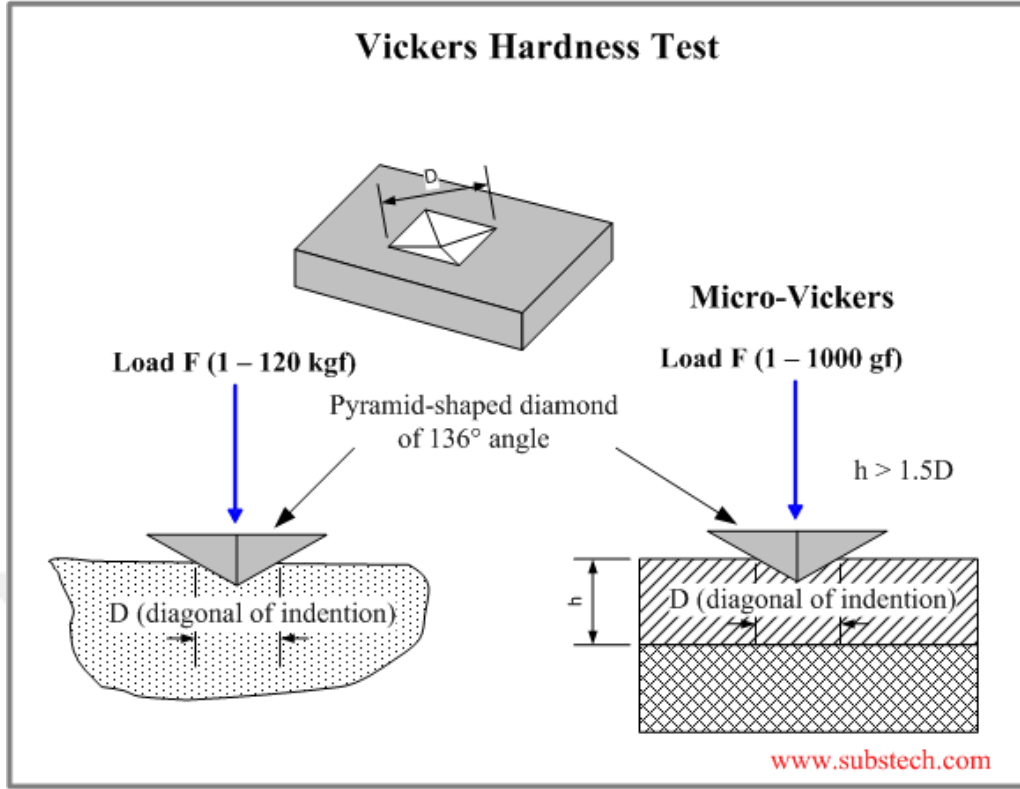 Vickers Hardness Test
D
Micro-Vickers
Load F (1 – 120 kgf)
Load F (1 – 1000 gf)
Pyramid-shaped diamond
of 136° angle
h > 1.5D
D (diagonal of indention)
h
D (diagonal of indention)
www.substech.com